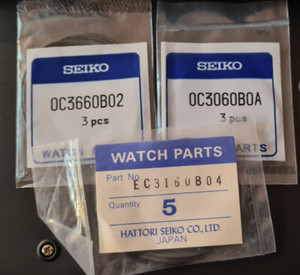 SEIKO
OC3660B02
3 pcs
WATCH
SEIKO
OC3060B0A
3 pcs
PARTS
WATCH PARTS
Part No. EC3160B04
Quantity 5
HATTORI SEIKO CO., LTD.
JAPAN